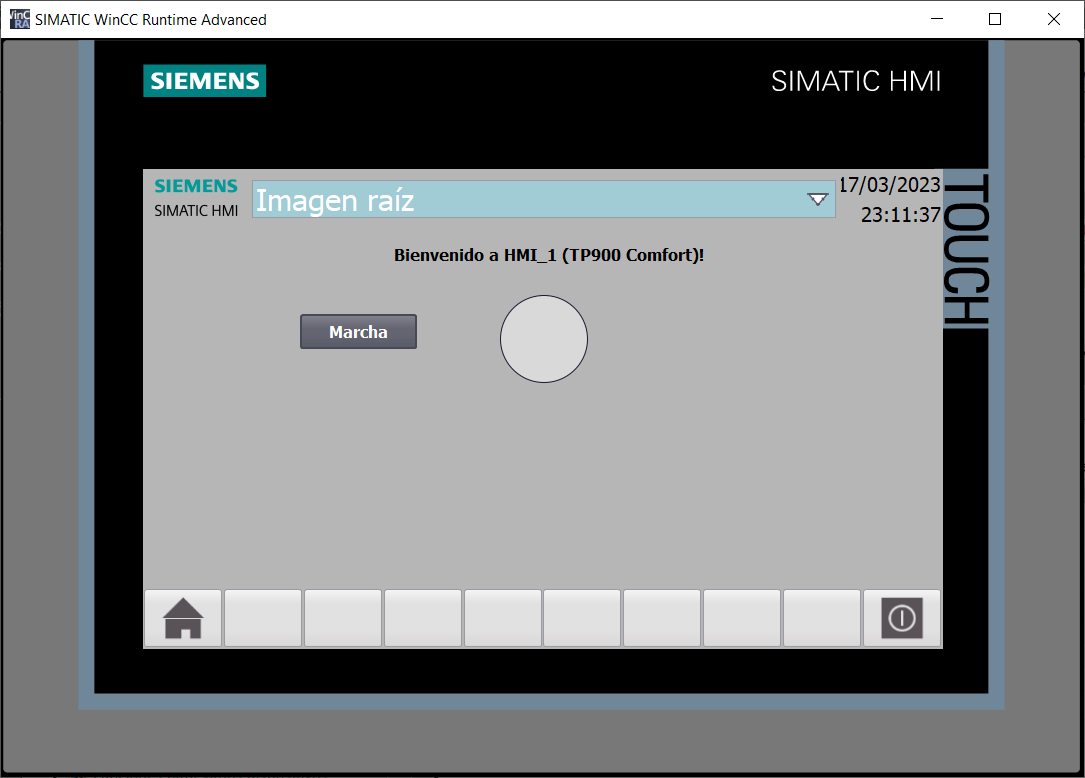 SIMATIC WinCC Runtime Advanced
SIEMENS
SIMATIC HMI
SIEMENS
SIMATIC HMI
Imagen raíz
17/03/2023
23:11:37
TOUCH
Bienvenido a HMI_1 (TP900 Comfort)!
Marcha